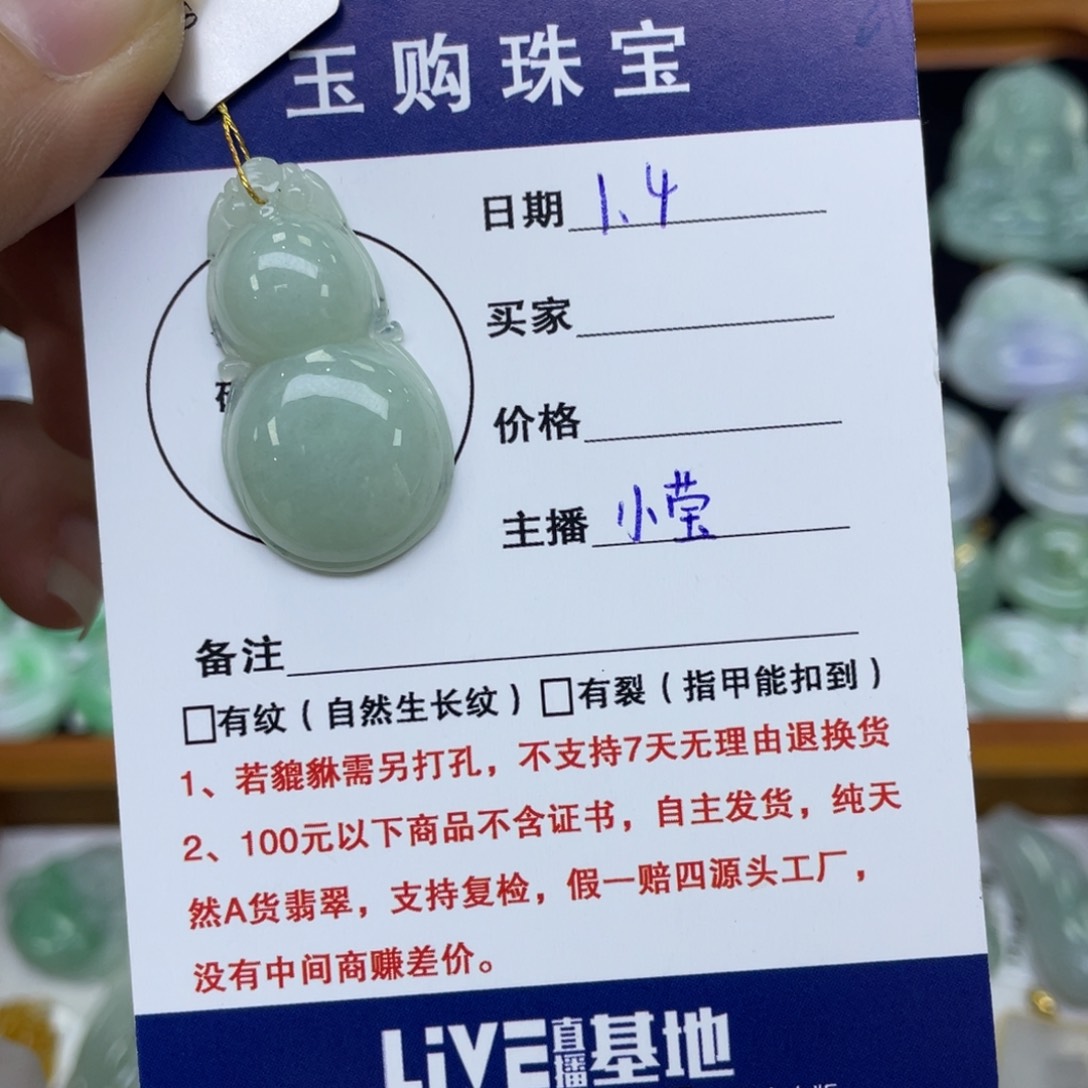 玉购珠宝
日期 1.4
买家
价格
主播 小莹
备注
□有纹（自然生长纹）□有裂（指甲能扣到）
1、若貔貅需另打孔，不支持7天无理由退换货
2、100元以下商品不含证书，自主发货，纯天
然A货翡翠，支持复检，假一赔四源头工厂，
没有中间商赚差价。
LiVE直播基地